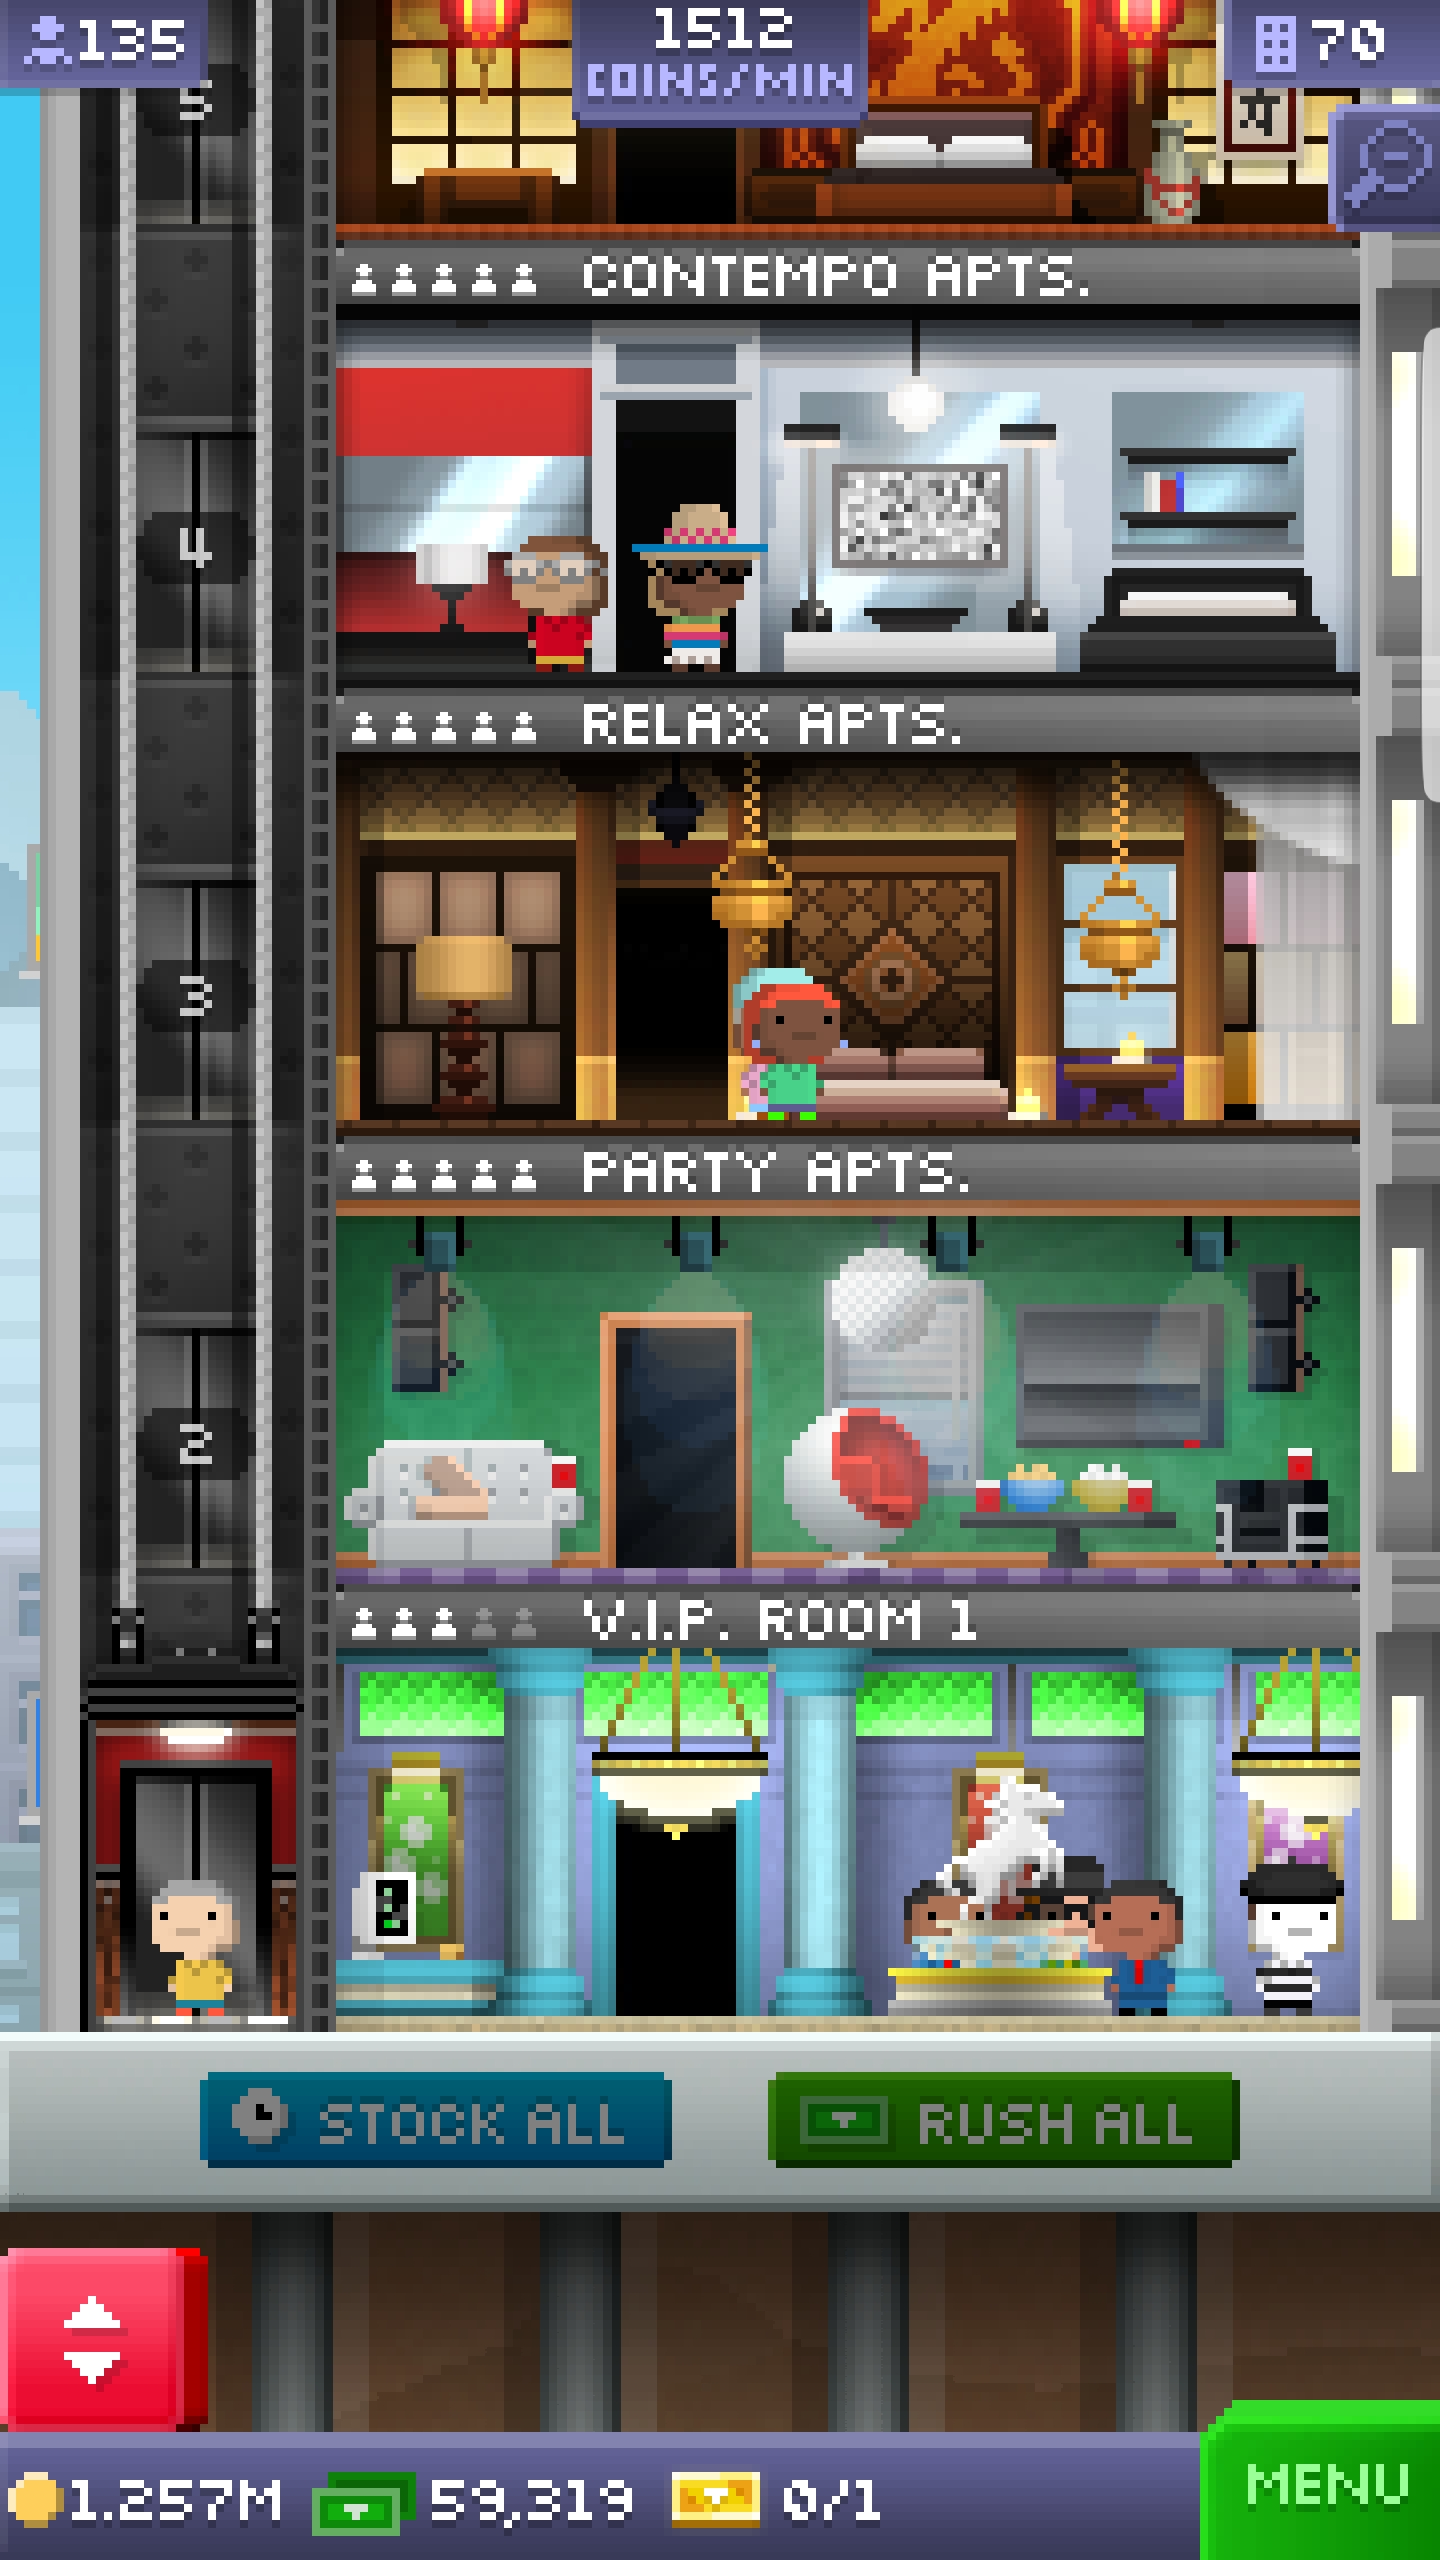 135
1512
COINS/MIN
70
5
CONTEMPO APTS.
4
RELAX APTS.
3
PARTY APTS.
2
V.I.P. ROOM 1
STOCK ALL
RUSH ALL
1.257M
59,319
0/1
MENU